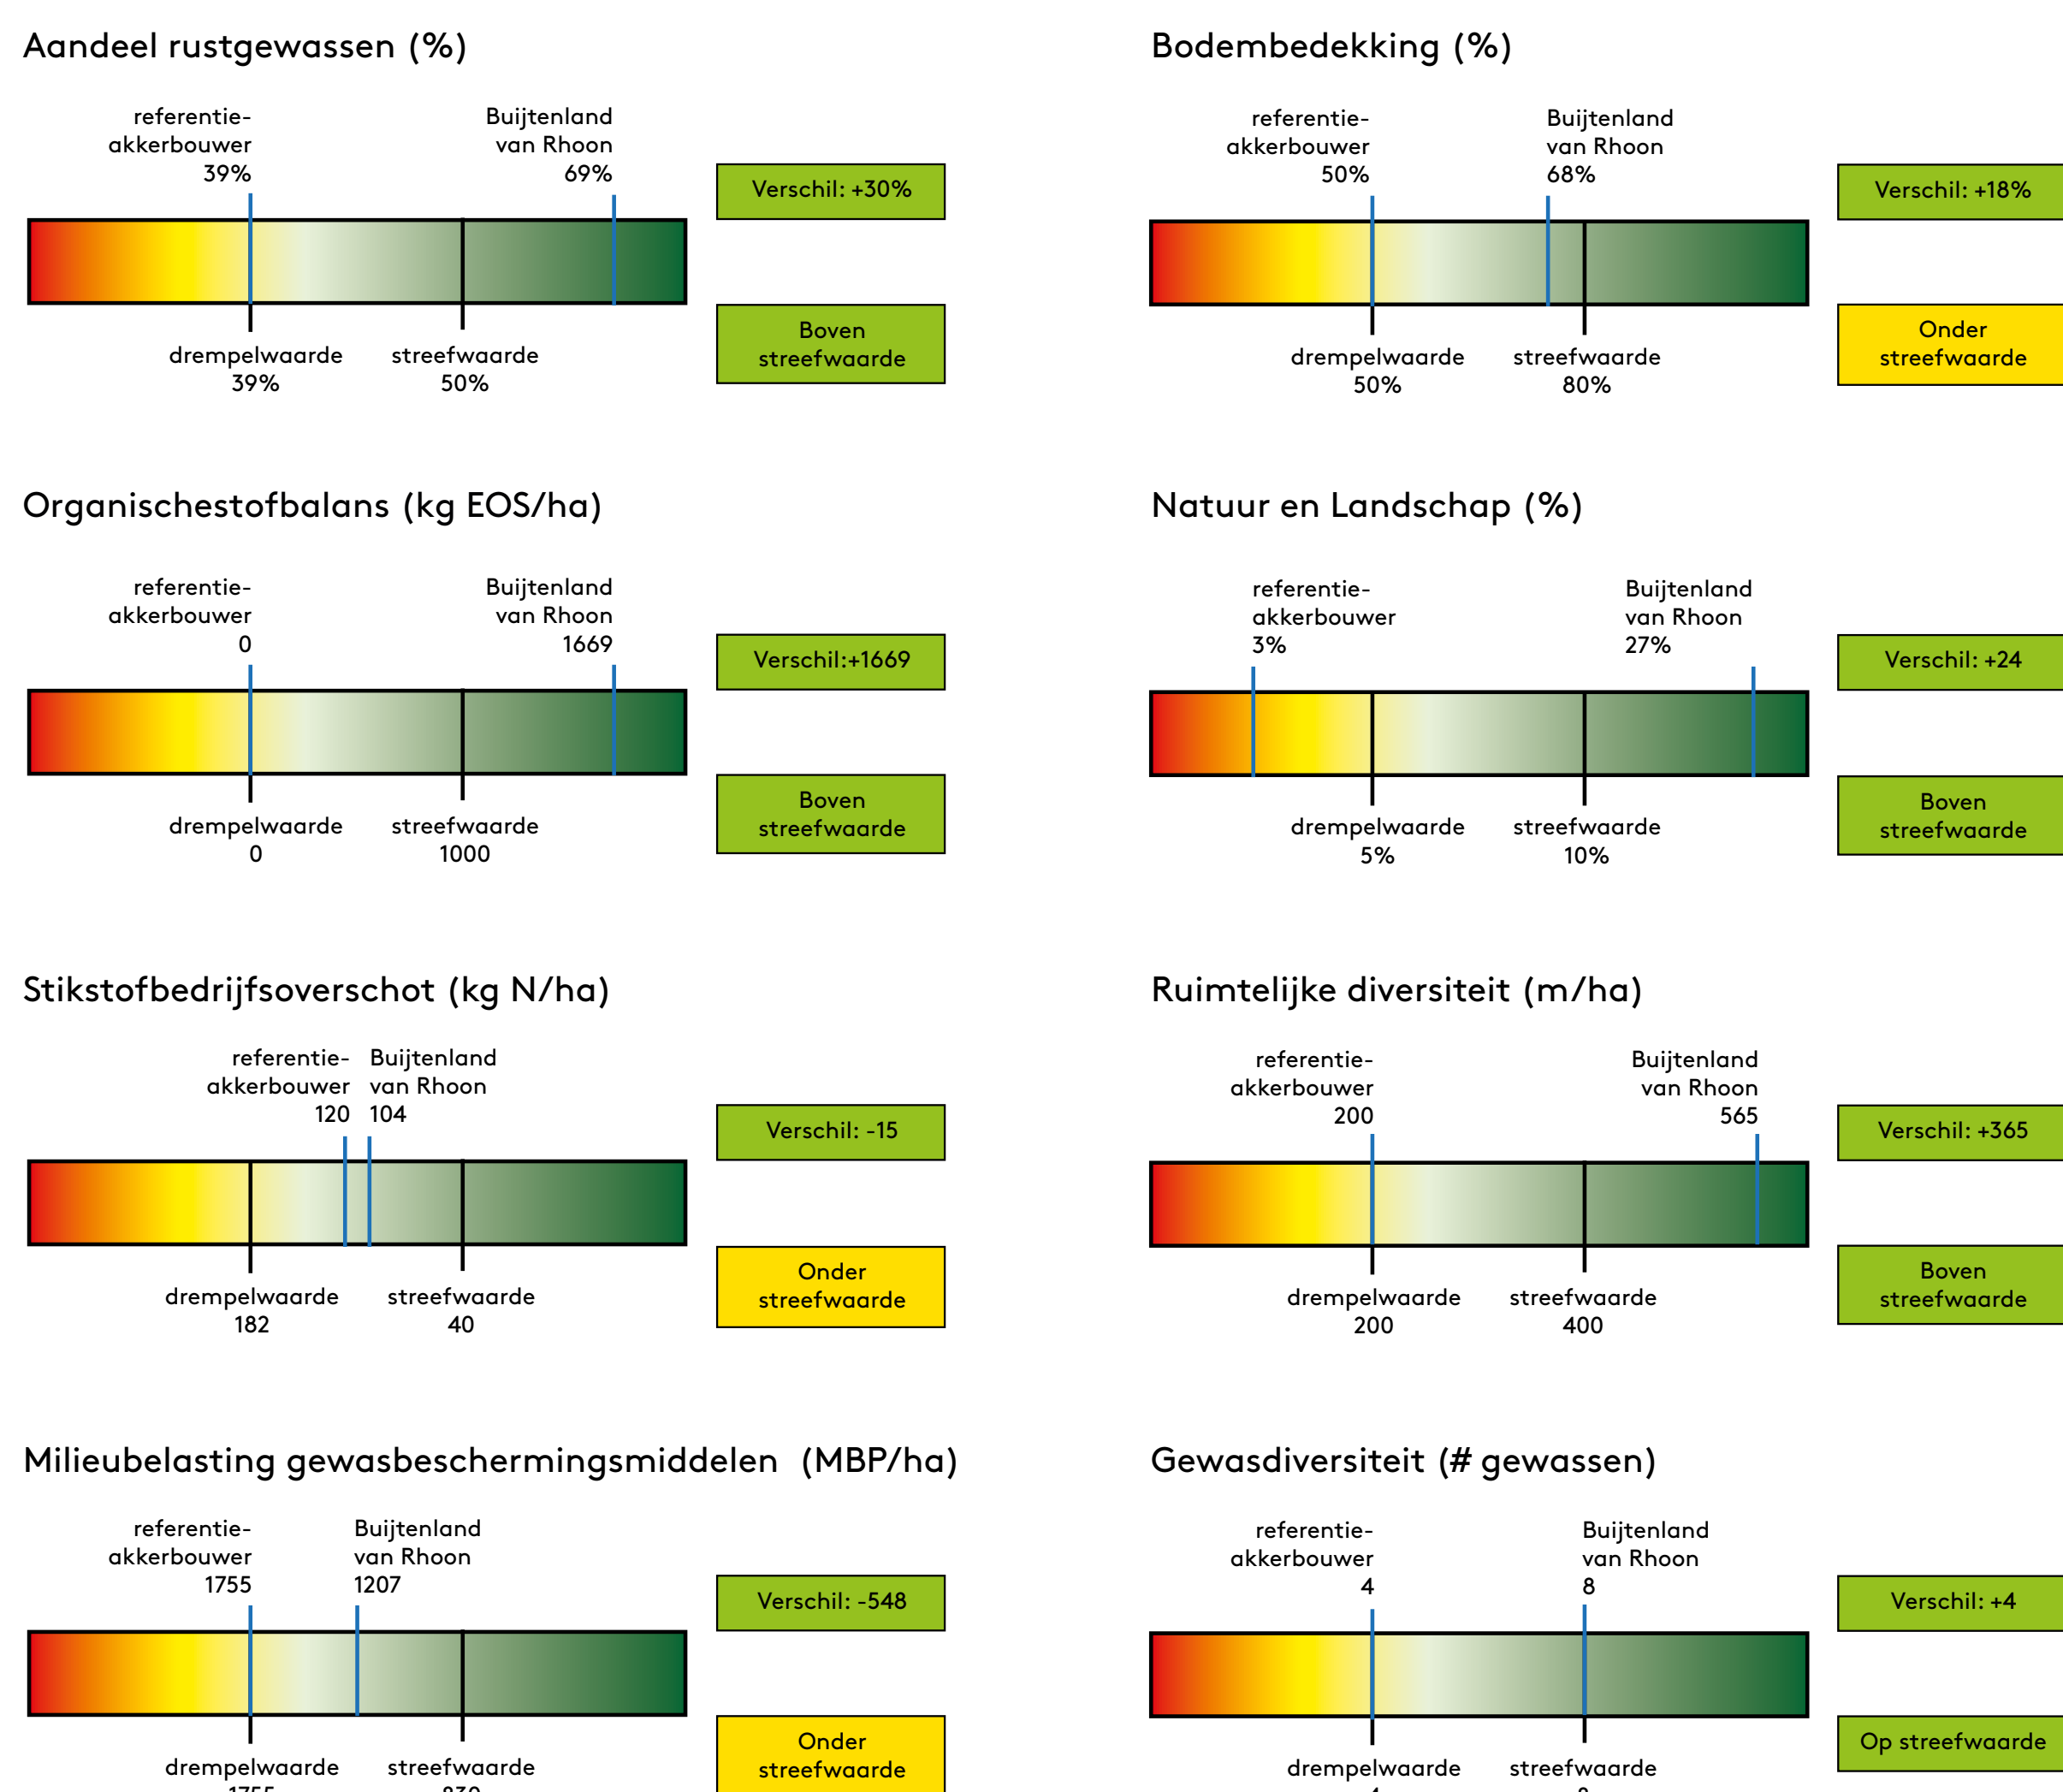 Aandeel rustgewassen (%)
referentie-
akkerbouwer
39%
Buijtenland
van Rhoon
69%
Verschil: +30%
Boven
streefwaarde
drempelwaarde
39%
streefwaarde
50%
Bodembedekking (%)
referentie-
akkerbouwer
50%
Buijtenland
van Rhoon
68%
Verschil: +18%
Onder
streefwaarde
drempelwaarde
50%
streefwaarde
80%
Organischestofbalans (kg EOS/ha)
referentie-
akkerbouwer
0
Buijtenland
van Rhoon
1669
Verschil:+1669
Boven
streefwaarde
drempelwaarde
0
streefwaarde
1000
Natuur en Landschap (%)
referentie-
akkerbouwer
3%
Buijtenland
van Rhoon
27%
Verschil: +24
Boven
streefwaarde
drempelwaarde
5%
streefwaarde
10%
Stikstofbedrijfsoverschot (kg N/ha)
referentie-
akkerbouwer
120
Buijtenland
van Rhoon
104
Verschil: -15
Onder
streefwaarde
drempelwaarde
182
streefwaarde
40
Ruimtelijke diversiteit (m/ha)
referentie-
akkerbouwer
200
Buijtenland
van Rhoon
565
Verschil: +365
Boven
streefwaarde
drempelwaarde
200
streefwaarde
400
Milieubelasting gewasbeschermingsmiddelen (MBP/ha)
referentie-
akkerbouwer
1755
Buijtenland
van Rhoon
1207
Verschil: -548
Onder
streefwaarde
drempelwaarde
streefwaarde
Gewasdiversiteit (# gewassen)
referentie-
akkerbouwer
4
Buijtenland
van Rhoon
8
Verschil: +4
Op streefwaarde
drempelwaarde
streefwaarde